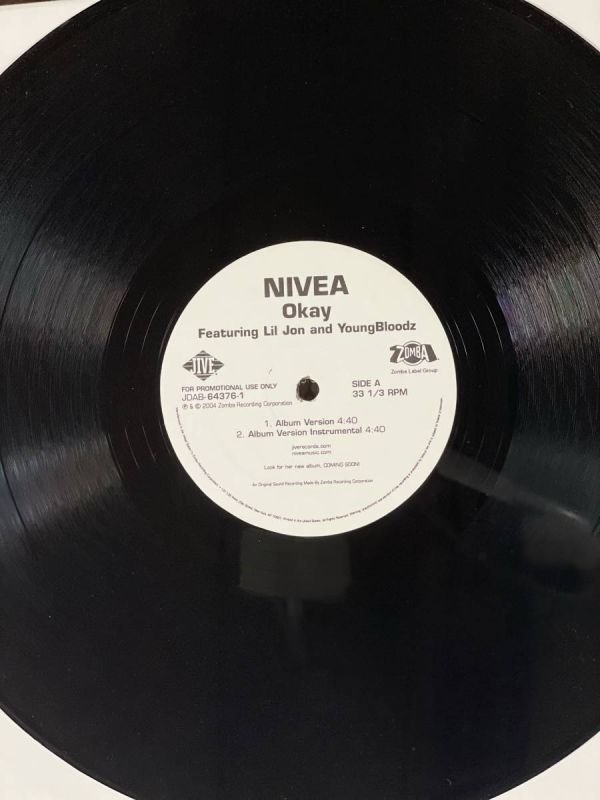 NIVEA
Okay
Featuring Lil Jon and YoungBloodz
JIVE
ZOMBA
Zomba Label Group
FOR PROMOTIONAL USE ONLY
JDAB-64376-1
℗ & © 2004 Zomba Recording Corporation
SIDE A
33 1/3 RPM
1. Album Version 4:40
2. Album Version Instrumental 4:40
jiverecords.com
niveamusic.com
Look for her new album, COMING SOON!
An Original Sound Recording Made By Zomba Recording Corporation